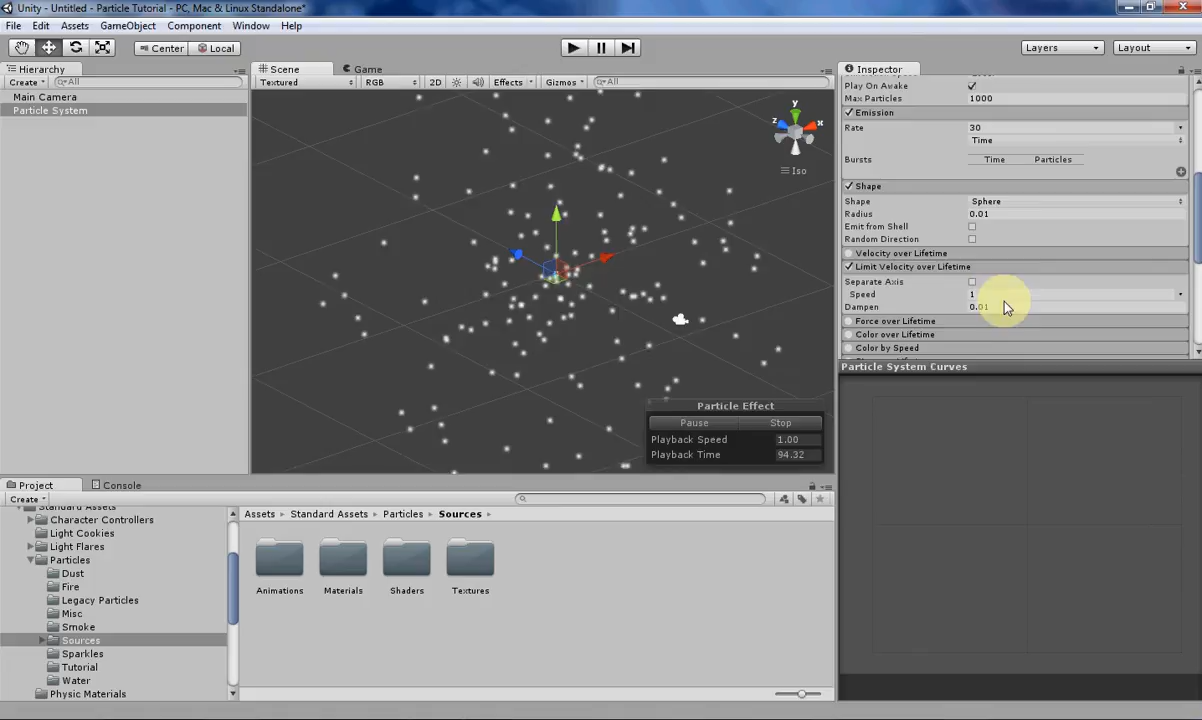 Unity - Untitled - Particle Tutorial - PC, Mac & Linux Standalone*
File Edit Assets GameObject Component Window Help
Center Local Layers Layout
Hierarchy
Create All
Main Camera
Particle System
Scene Game
Textured RGB 2D Effects Gizmos All
y
z x
Iso
Particle Effect
Pause Stop
Playback Speed 1.00
Playback Time 94.32
Inspector
Play On Awake
Max Particles 1000
Emission
Rate 30
Time
Bursts Time Particles
Shape
Shape Sphere
Radius 0.01
Emit from Shell
Random Direction
Velocity over Lifetime
Limit Velocity over Lifetime
Separate Axis
Speed 1
Dampen 0.01
Force over Lifetime
Color over Lifetime
Color by Speed
Particle System Curves
Project Console
Create
Standard Assets
Character Controllers
Light Cookies
Light Flares
Particles
Dust
Fire
Legacy Particles
Misc
Smoke
Sources
Sparkles
Tutorial
Water
Physic Materials
Assets Standard Assets Particles Sources
Animations Materials Shaders Textures